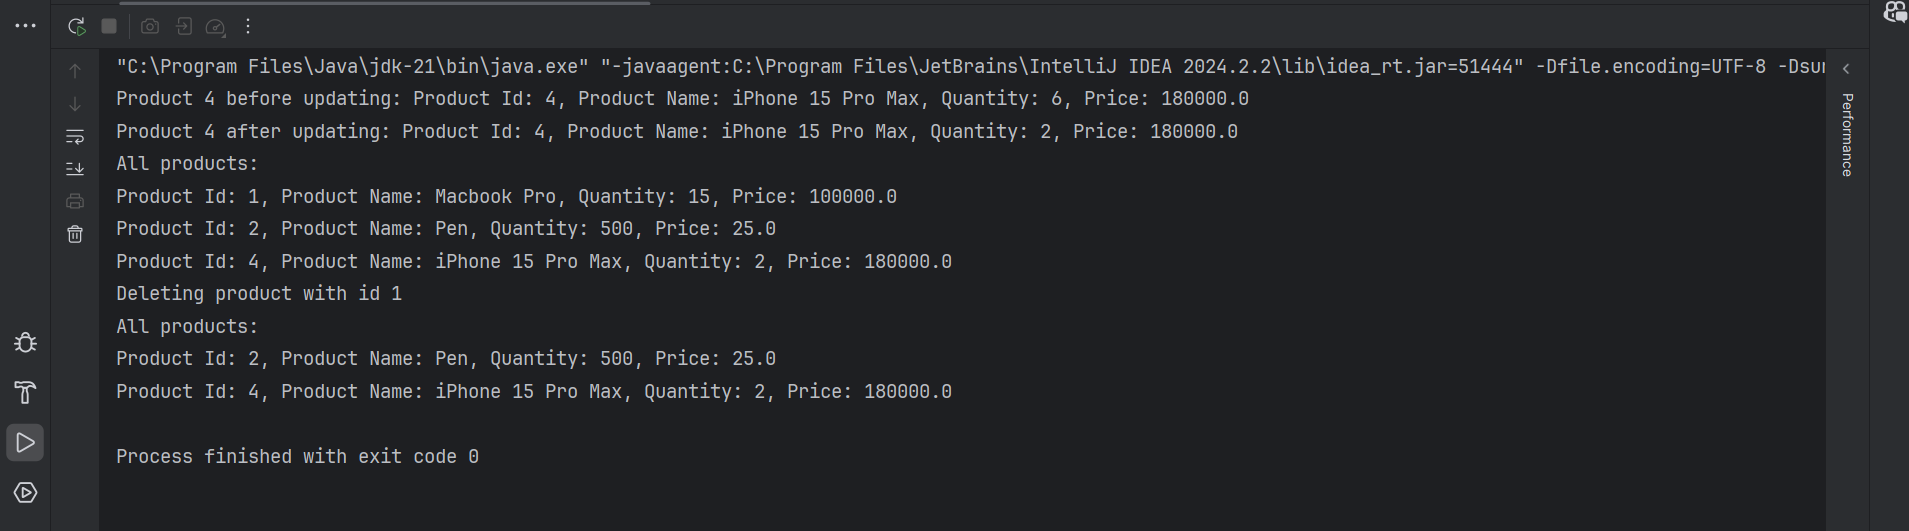 "C:\Program Files\Java\jdk-21\bin\java.exe" "-javaagent:C:\Program Files\JetBrains\IntelliJ IDEA 2024.2.2\lib\idea_rt.jar=51444" -Dfile.encoding=UTF-8 -Dsu
Product 4 before updating: Product Id: 4, Product Name: iPhone 15 Pro Max, Quantity: 6, Price: 180000.0
Product 4 after updating: Product Id: 4, Product Name: iPhone 15 Pro Max, Quantity: 2, Price: 180000.0
All products:
Product Id: 1, Product Name: Macbook Pro, Quantity: 15, Price: 100000.0
Product Id: 2, Product Name: Pen, Quantity: 500, Price: 25.0
Product Id: 4, Product Name: iPhone 15 Pro Max, Quantity: 2, Price: 180000.0
Deleting product with id 1
All products:
Product Id: 2, Product Name: Pen, Quantity: 500, Price: 25.0
Product Id: 4, Product Name: iPhone 15 Pro Max, Quantity: 2, Price: 180000.0
Process finished with exit code 0
Performance